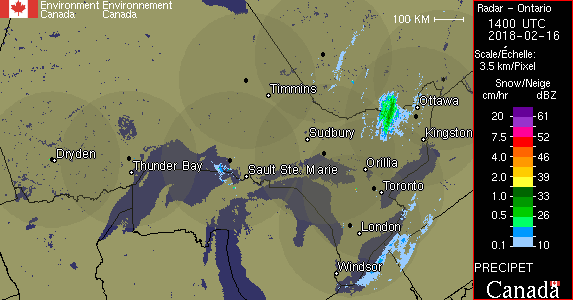 Environment Environnement
Canada Canada
100 KM
Timmins
Ottawa
Sudbury
Kingston
Dryden
Thunder Bay
Sault Ste. Marie
Orillia
Toronto
London
Windsor
Radar - Ontario
1400 UTC
2018-02-16
Scale/Échelle:
3.5 km/Pixel
Snow/Neige
cm/hr dBZ
20 61
7.5 52
4.0 46
2.0 39
1.0 33
0.5 26
0.1 10
PRECIPET
Canada